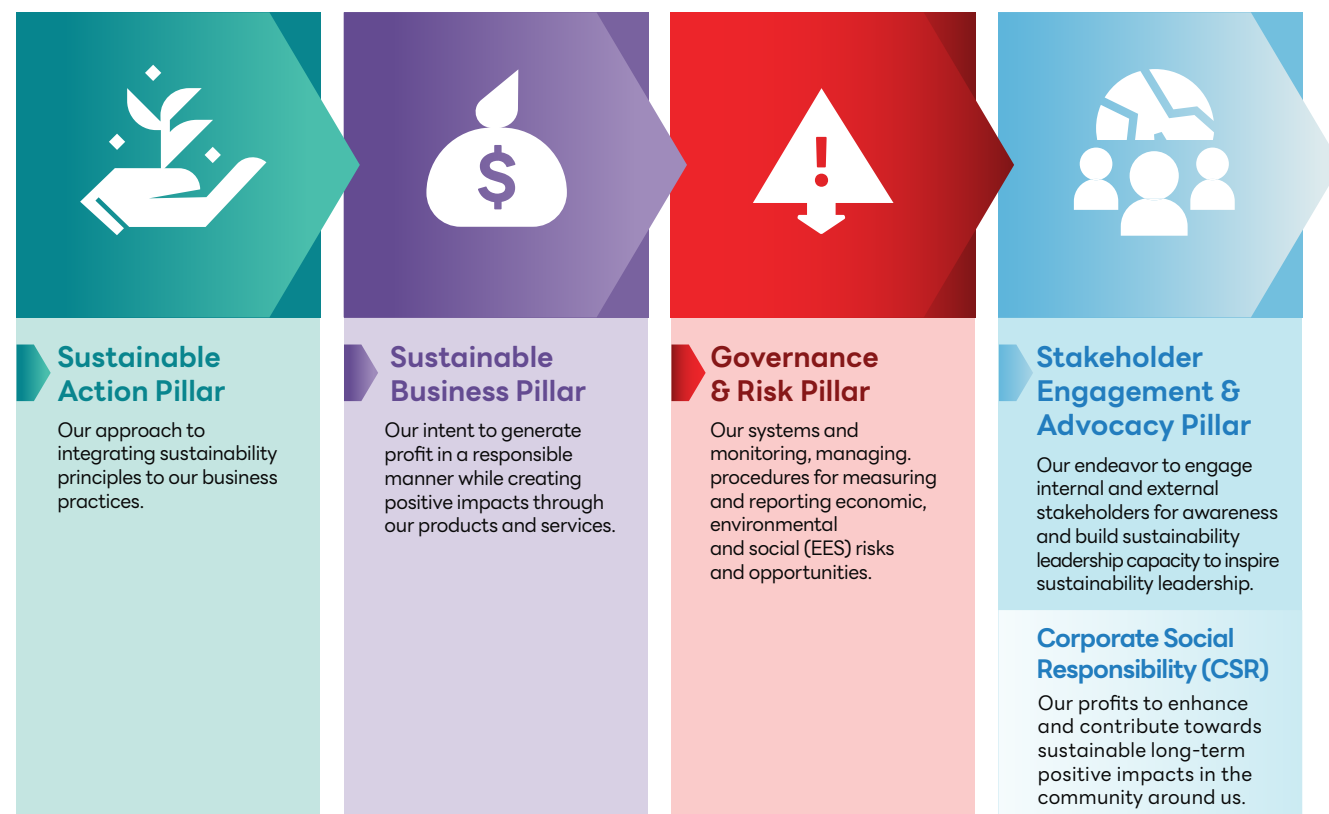 $
!
Sustainable
Action Pillar
Our approach to
integrating sustainability
principles to our business
practices.
Sustainable
Business Pillar
Our intent to generate
profit in a responsible
manner while creating
positive impacts through
our products and services.
Governance
& Risk Pillar
Our systems and
monitoring, managing.
procedures for measuring
and reporting economic,
environmental
and social (EES) risks
and opportunities.
Stakeholder
Engagement &
Advocacy Pillar
Our endeavor to engage
internal and external
stakeholders for awareness
and build sustainability
leadership capacity to inspire
sustainability leadership.
Corporate Social
Responsibility (CSR)
Our profits to enhance
and contribute towards
sustainable long-term
positive impacts in the
community around us.